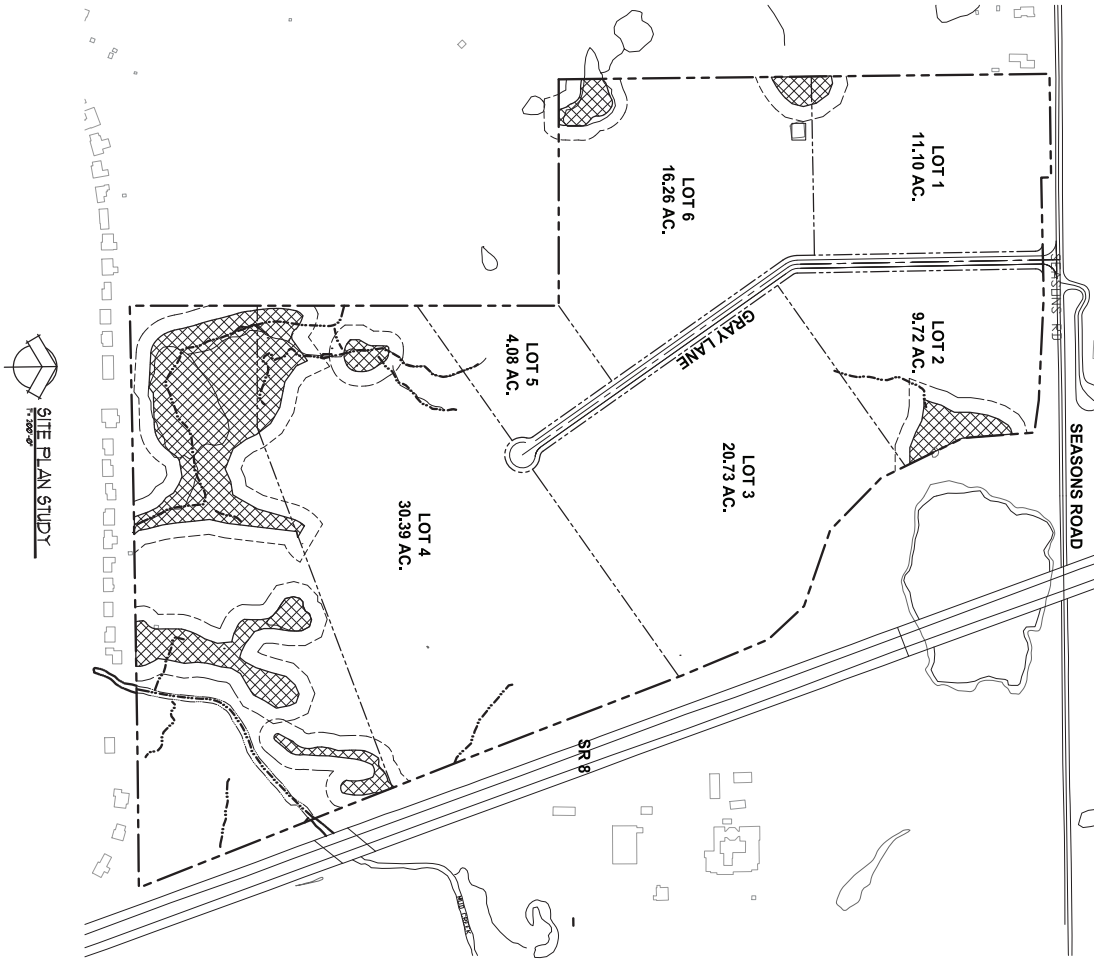 LOT 1
11.10 AC.
LOT 6
16.26 AC.
SEASONS RD
LOT 2
9.72 AC.
GRAY LANE
LOT 5
4.08 AC.
SEASONS ROAD
LOT 3
20.73 AC.
LOT 4
30.39 AC.
SR 8
MUD CREEK
SITE PLAN STUDY